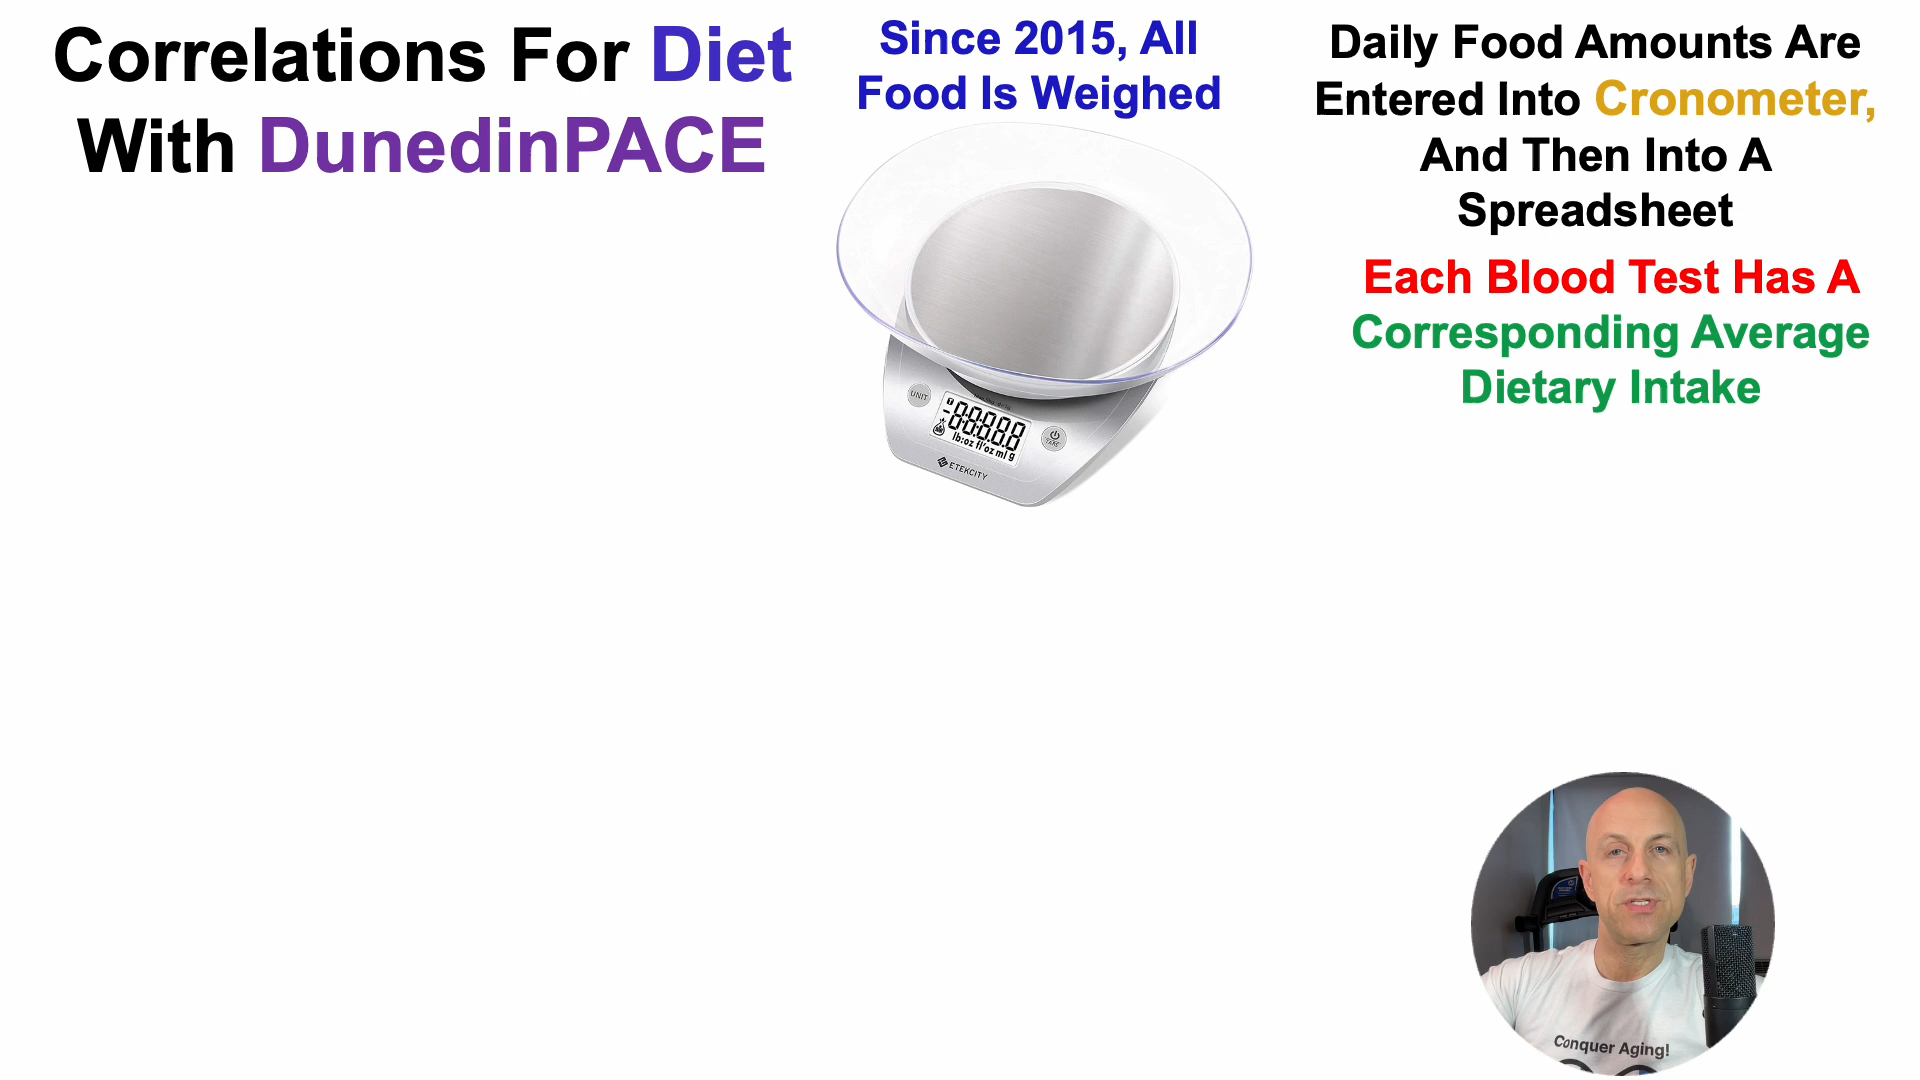 Correlations For Diet
With DunedinPACE
Since 2015, All
Food Is Weighed
UNIT
lb:oz fl'oz ml g
TARE
ETEKCITY
Daily Food Amounts Are
Entered Into Cronometer,
And Then Into A
Spreadsheet
Each Blood Test Has A
Corresponding Average
Dietary Intake
Conquer Aging!